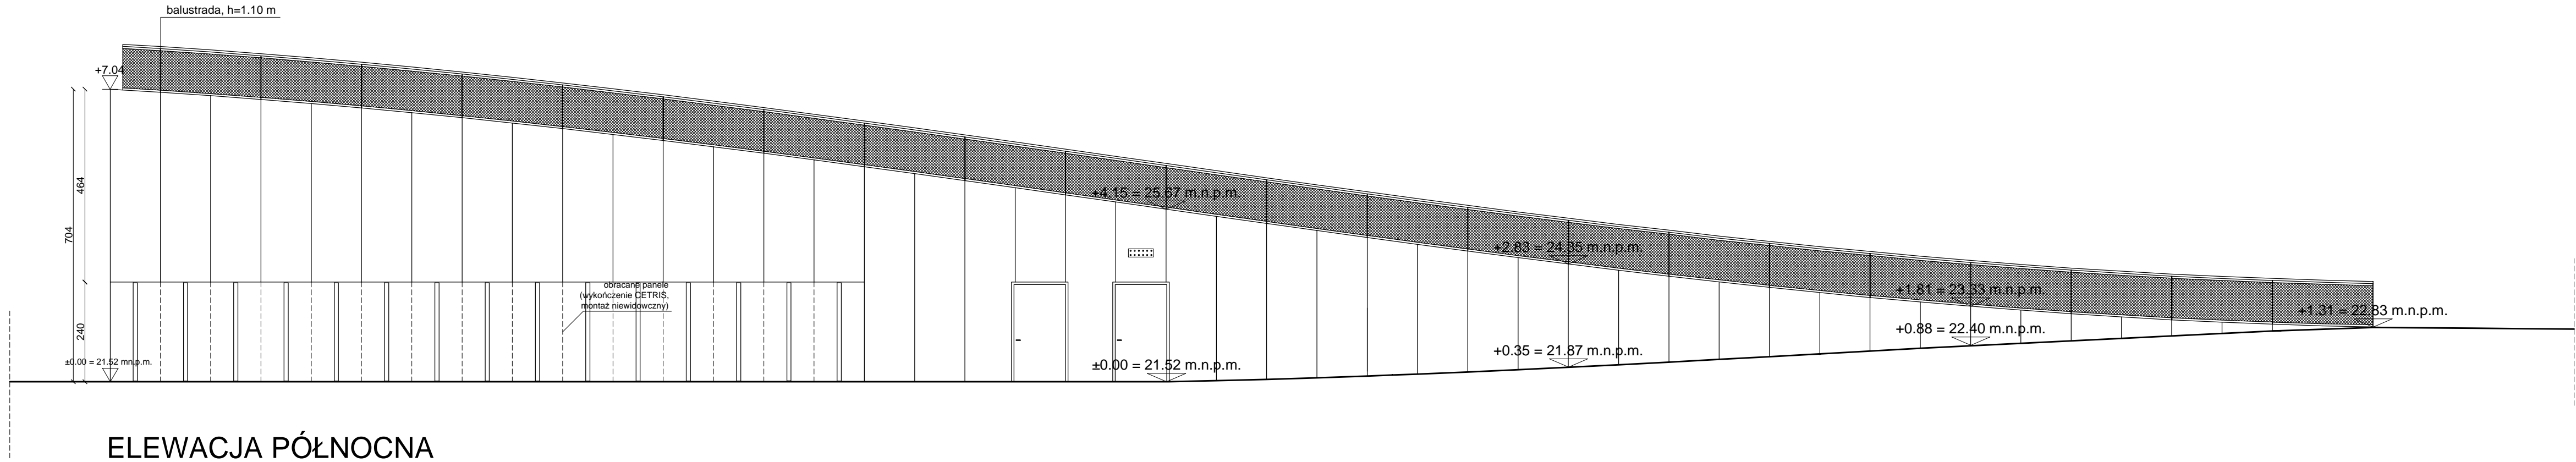 balustrada, h=1.10 m
+7.04
464
704
240
±0.00 = 21.52 mn.p.m.
obracane panele
(wykończenie CETRIS,
montaż niewidowczny)
+4.15 = 25.67 m.n.p.m.
±0.00 = 21.52 m.n.p.m.
+2.83 = 24.35 m.n.p.m.
+0.35 = 21.87 m.n.p.m.
+1.81 = 23.33 m.n.p.m.
+0.88 = 22.40 m.n.p.m.
+1.31 = 22.83 m.n.p.m.
ELEWACJA PÓŁNOCNA